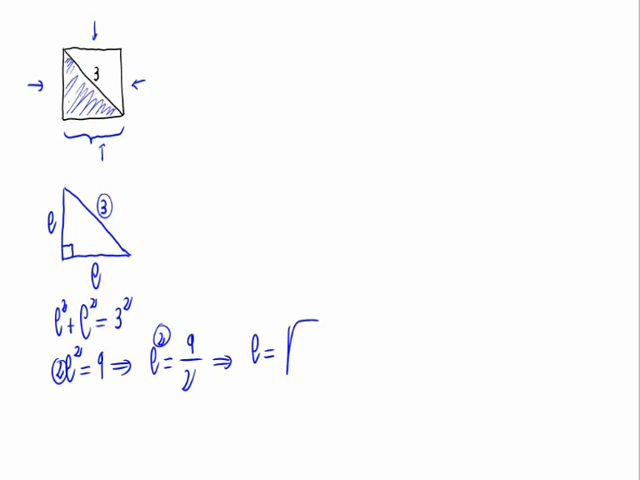 3
3
l
l
l² + l² = 3²
2l² = 9 ⇒ l² = 9/2 ⇒ l = √